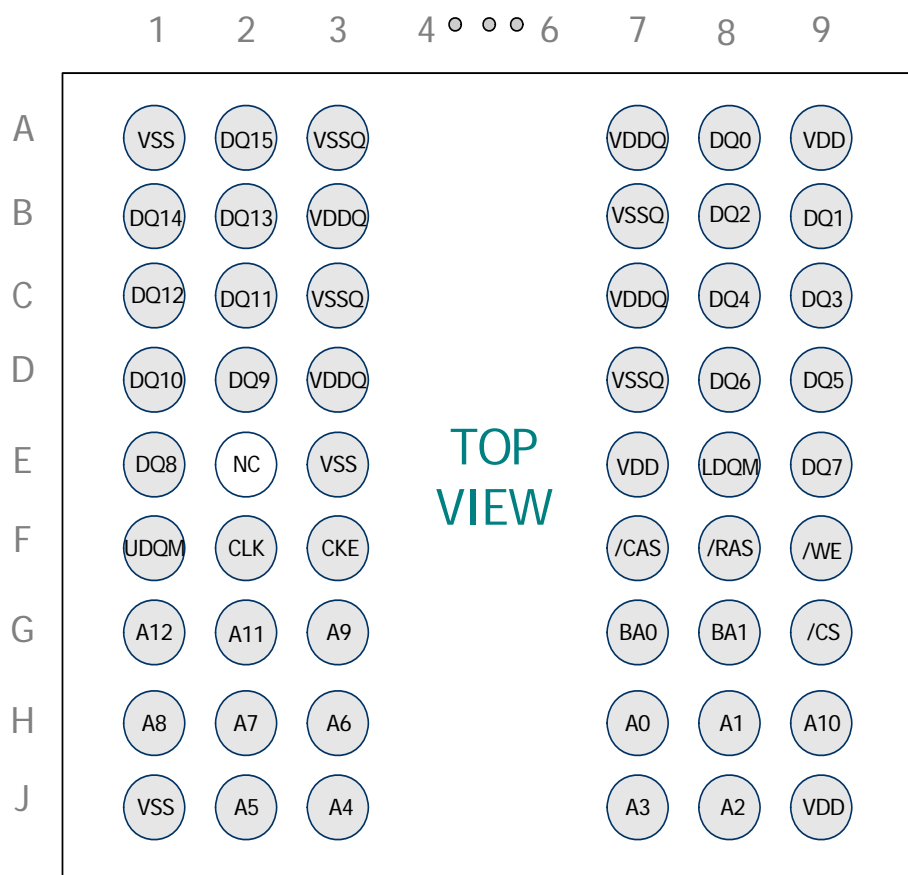 1 2 3 4 6 7 8 9
A VSS DQ15 VSSQ VDDQ DQ0 VDD
B DQ14 DQ13 VDDQ VSSQ DQ2 DQ1
C DQ12 DQ11 VSSQ VDDQ DQ4 DQ3
D DQ10 DQ9 VDDQ VSSQ DQ6 DQ5
TOP
E DQ8 NC VSS VDD LDQM DQ7
VIEW
F UDQM CLK CKE /CAS /RAS /WE
G A12 A11 A9 BA0 BA1 /CS
H A8 A7 A6 A0 A1 A10
J VSS A5 A4 A3 A2 VDD